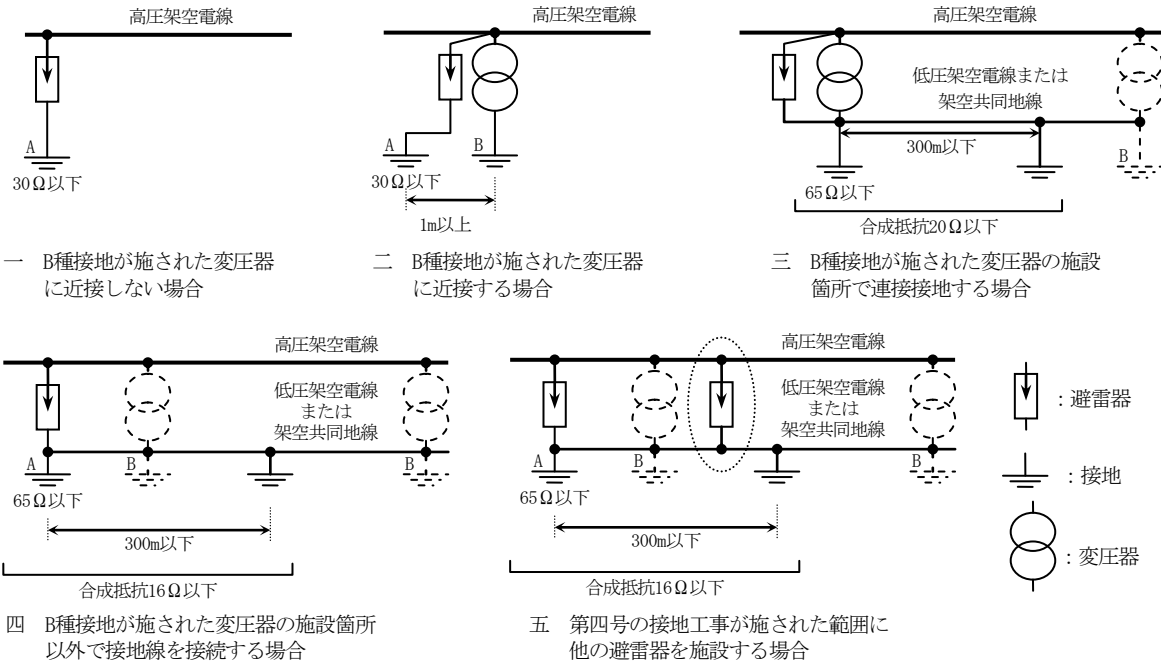 高圧架空電線
A
30Ω以下
一 B種接地が施された変圧器
に近接しない場合
高圧架空電線
A
B
30Ω以下
1m以上
二 B種接地が施された変圧器
に近接する場合
高圧架空電線
低圧架空電線または
架空共同地線
300m以下
B
65Ω以下
合成抵抗20Ω以下
三 B種接地が施された変圧器の施設
箇所で連接接地する場合
高圧架空電線
低圧架空電線
または
架空共同地線
A
B
B
65Ω以下
300m以下
合成抵抗16Ω以下
四 B種接地が施された変圧器の施設箇所
以外で接地線を接続する場合
高圧架空電線
低圧架空電線
または
架空共同地線
A
B
B
65Ω以下
300m以下
合成抵抗16Ω以下
五 第四号の接地工事が施された範囲に
他の避雷器を施設する場合
：避雷器
：接地
：変圧器